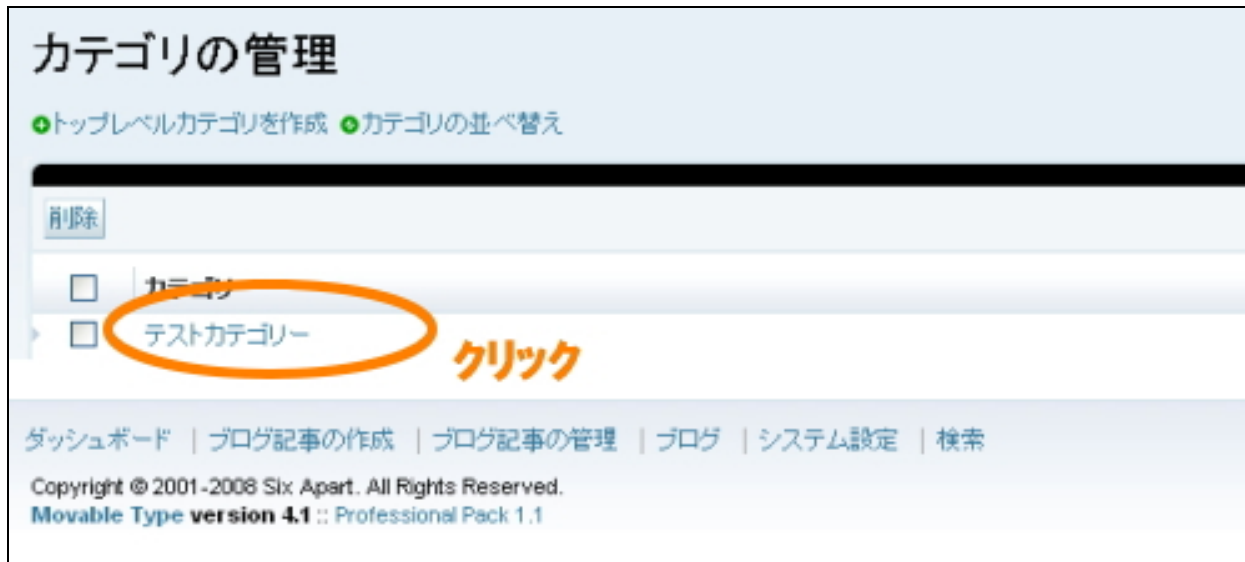 カテゴリの管理
トップレベルカテゴリを作成 カテゴリの並べ替え
削除
カテゴリ
テストカテゴリー
クリック
ダッシュボード | ブログ記事の作成 | ブログ記事の管理 | ブログ | システム設定 | 検索
Copyright © 2001-2008 Six Apart. All Rights Reserved.
Movable Type version 4.1 :: Professional Pack 1.1